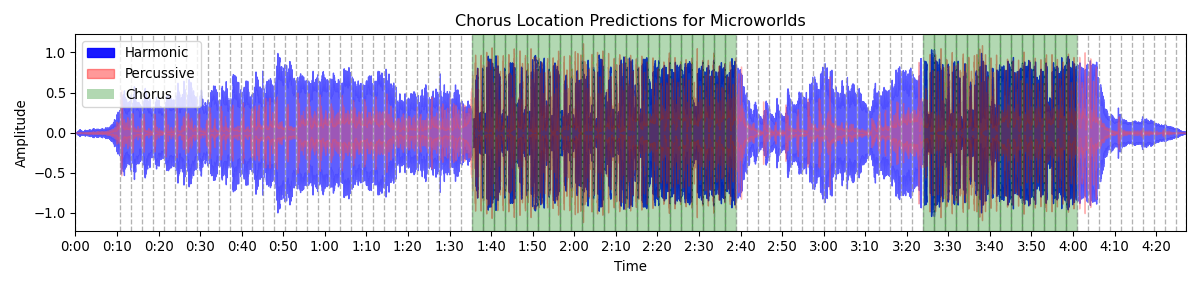 Chorus Location Predictions for Microworlds
Harmonic
Percussive
Chorus
Amplitude
1.0
0.5
0.0
−0.5
−1.0
0:00 0:10 0:20 0:30 0:40 0:50 1:00 1:10 1:20 1:30 1:40 1:50 2:00 2:10 2:20 2:30 2:40 2:50 3:00 3:10 3:20 3:30 3:40 3:50 4:00 4:10 4:20
Time